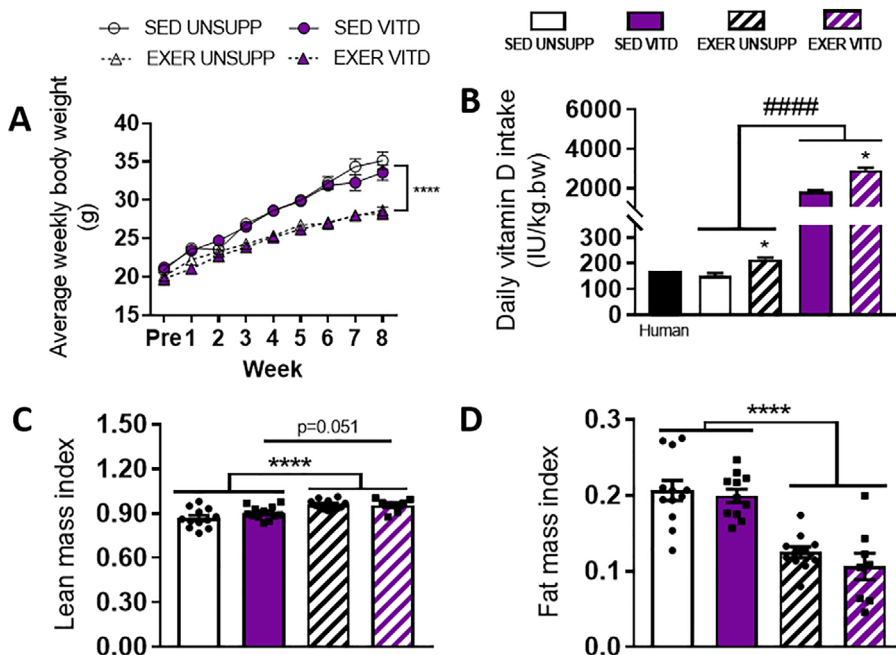 SED UNSUPP SED VITD
EXER UNSUPP EXER VITD
SED UNSUPP SED VITD EXER UNSUPP EXER VITD
A
Average weekly body weight
(g)
40
35
30
25
20
15
Pre 1 2 3 4 5 6 7 8
Week
****
B
Daily vitamin D intake
(IU/kg.bw)
6000
4000
2000
300
200
100
0
####
*
*
Human
C
Lean mass index
1.50
1.20
0.90
0.60
0.30
0.00
p=0.051
****
D
Fat mass index
0.3
0.2
0.1
0.0
****